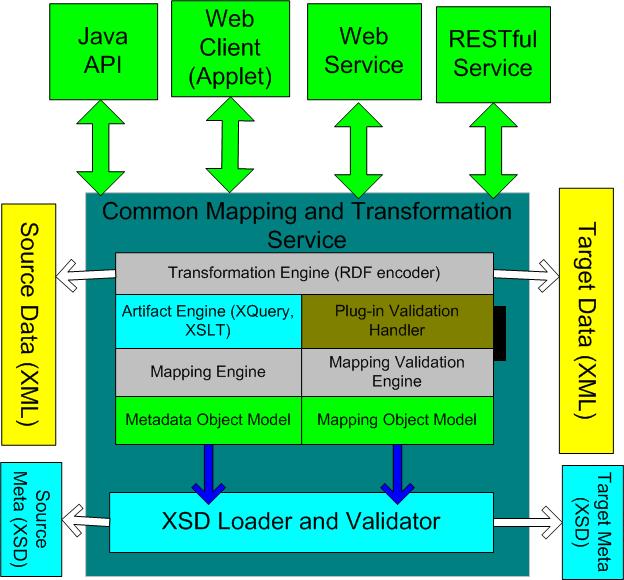 Java
API
Web
Client
(Applet)
Web
Service
RESTful
Service
Common Mapping and Transformation
Service
Source Data (XML)
Target Data (XML)
Transformation Engine (RDF encoder)
Artifact Engine (XQuery,
XSLT)
Plug-in Validation
Handler
Mapping Engine
Mapping Validation
Engine
Metadata Object Model
Mapping Object Model
Source
Meta (XSD)
XSD Loader and Validator
Target Meta
(XSD)